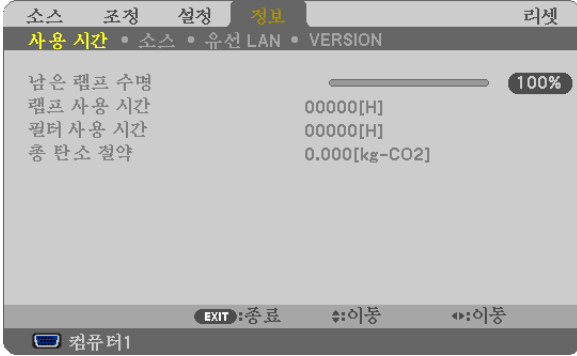 소스 조정 설정 정보 리셋
사용 시간 • 소스 • 유선 LAN • VERSION
남은 램프 수명 100%
램프 사용 시간 00000[H]
필터 사용 시간 00000[H]
총 탄소 절약 0.000[kg-CO2]
EXIT:종료 :이동 :이동
컴퓨터1